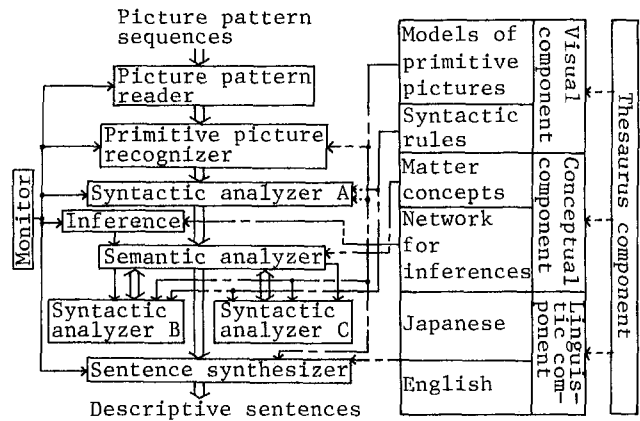 Picture pattern
sequences
Picture pattern
reader
Primitive picture
recognizer
Syntactic analyzer A
Inference
Semantic analyzer
Syntactic
analyzer B
Syntactic
analyzer C
Sentence synthesizer
Descriptive sentences
Monitor
Models of
primitive
pictures
Syntactic
rules
Matter
concepts
Network
for
inferences
Japanese
English
Visual
component
Conceptual
component
Linguis-
tic com-
ponent
Thesaurus component